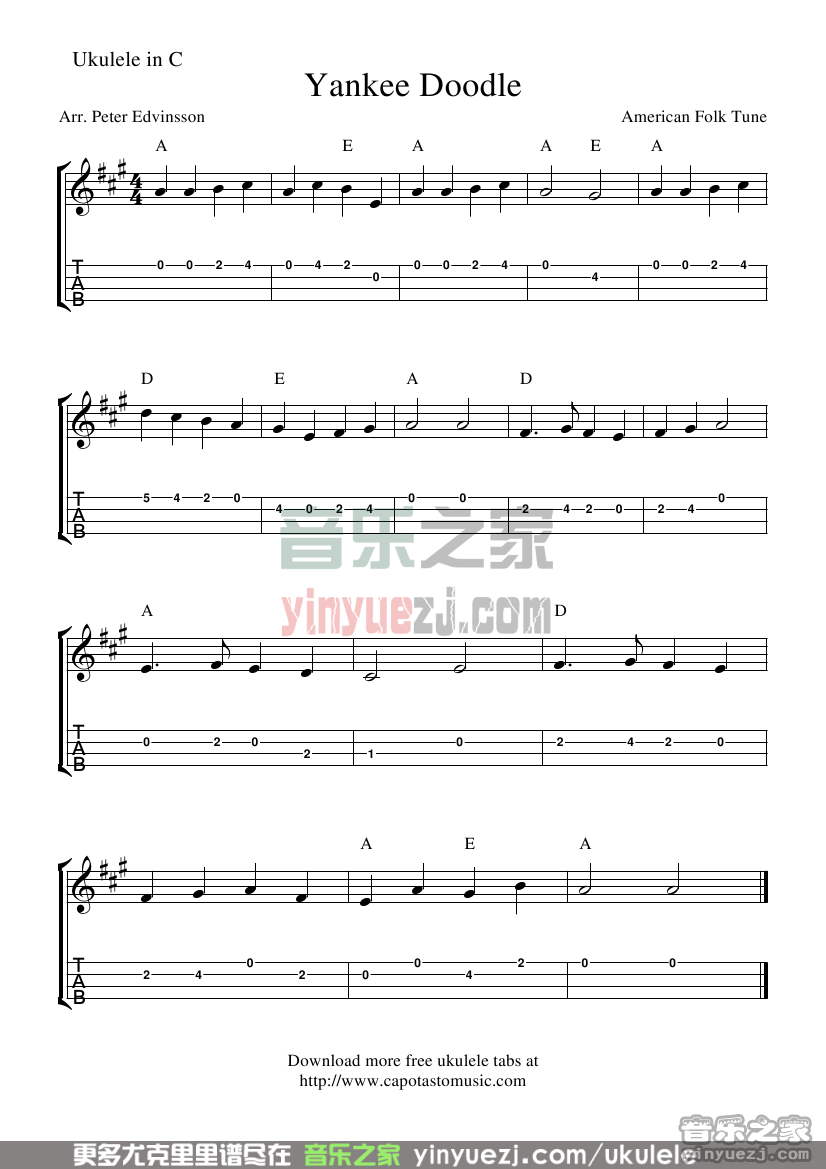 Ukulele in C
Yankee Doodle
Arr. Peter Edvinsson
American Folk Tune
A E A A E A
4
4
T
A
B
0 0 2 4 0 4 2 0 0 0 2 4 0 4 0 0 2 4
D E A D
T
A
B
5 4 2 0 4 0 2 4 0 0 2 4 2 0 2 4 0
音乐之家
yinyuezj.com
A D
T
A
B
0 2 0 2 1 0 2 4 2 0
A E A
T
A
B
2 4 0 2 0 0 4 2 0 0
Download more free ukulele tabs at
http://www.capotastomusic.com
音乐之家
yinyuezj.com
更多尤克里里谱尽在 音乐之家 yinyuezj.com/ukulele